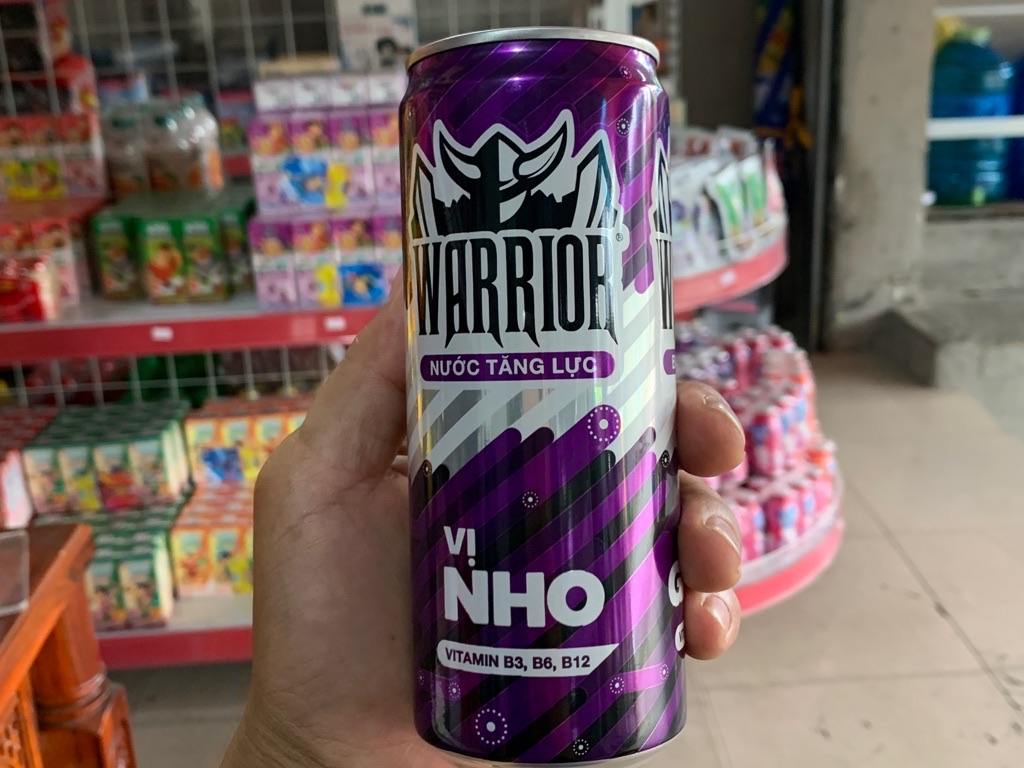 WARRIOR®
NƯỚC TĂNG LỰC
VỊ
NHO
VITAMIN B3, B6, B12